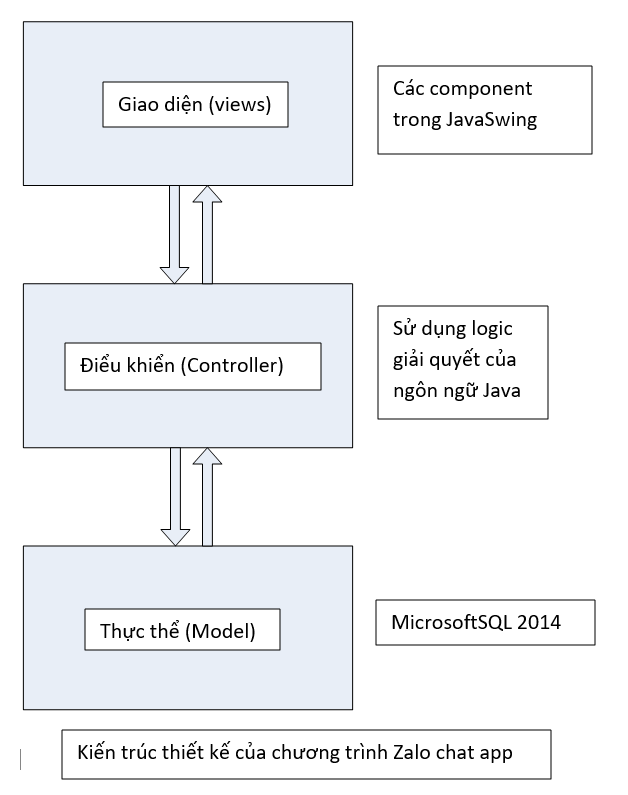 Giao diện (views)
Các component
trong JavaSwing
Điểu khiển (Controller)
Sử dụng logic
giải quyết của
ngôn ngữ Java
Thực thể (Model)
MicrosoftSQL 2014
Kiến trúc thiết kế của chương trình Zalo chat app